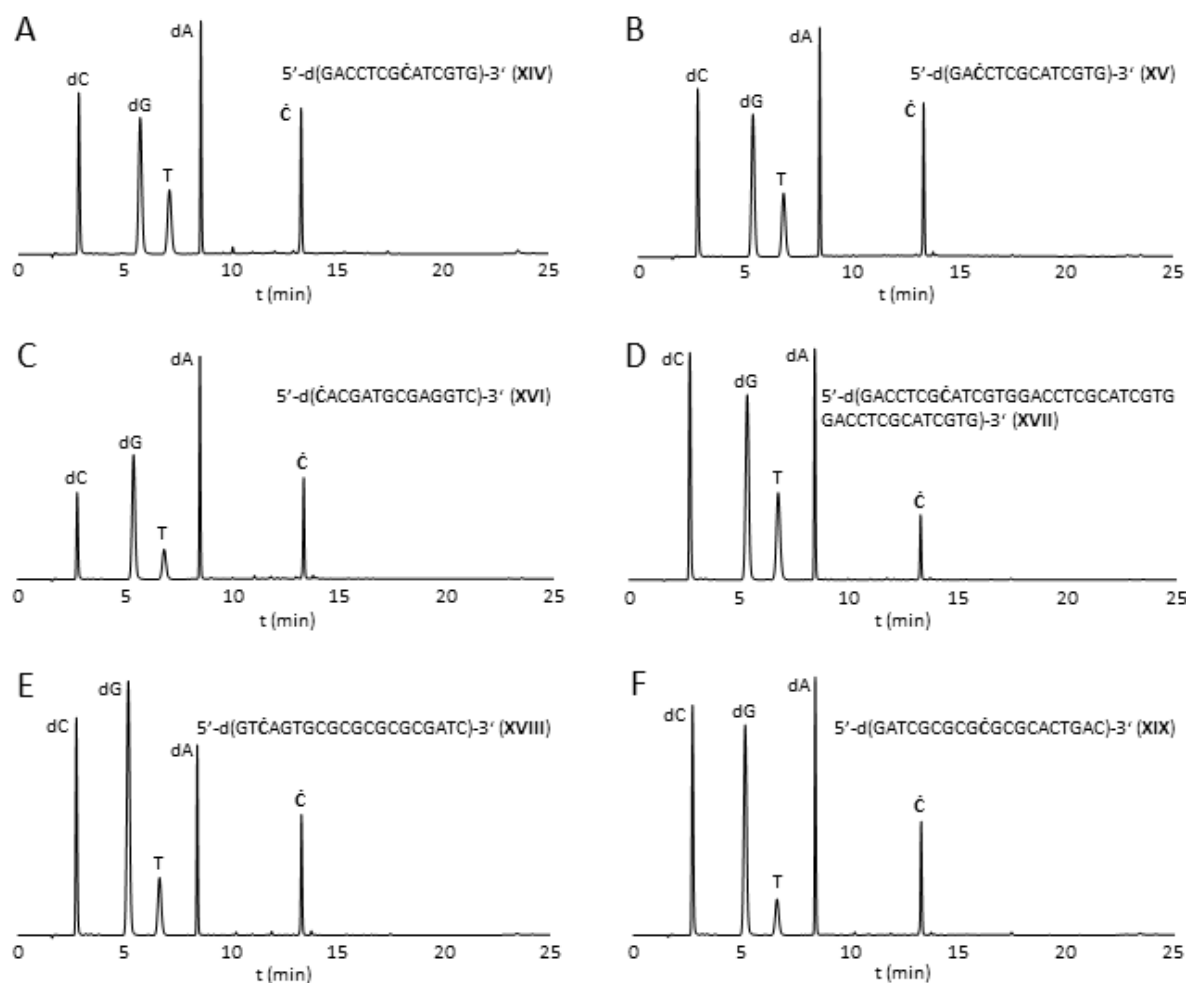 A
dA
5′-d(GACCTCGĊATCGTG)-3‘ (XIV)
dC
dG
Ċ
T
0 5 10 15 20 25
t (min)
B
dA
5′-d(GAĊCTCGCATCGTG)-3‘ (XV)
dC
dG
Ċ
T
0 5 10 15 20 25
t (min)
C
dA
5′-d(ĊACGATGCGAGGTC)-3‘ (XVI)
dG
dC
Ċ
T
0 5 10 15 20 25
t (min)
D
dC
dA
dG
5′-d(GACCTCGĊATCGTGGACCTCGCATCGTG
GACCTCGCATCGTG)-3‘ (XVII)
T
Ċ
0 5 10 15 20 25
t (min)
E
dG
dC
5′-d(GTĊAGTGCGCGCGCGCGATC)-3‘ (XVIII)
dA
Ċ
T
0 5 10 15 20 25
t (min)
F
dA
dC
dG
5′-d(GATCGCGCGĊGCGCACTGAC)-3‘ (XIX)
Ċ
T
0 5 10 15 20 25
t (min)